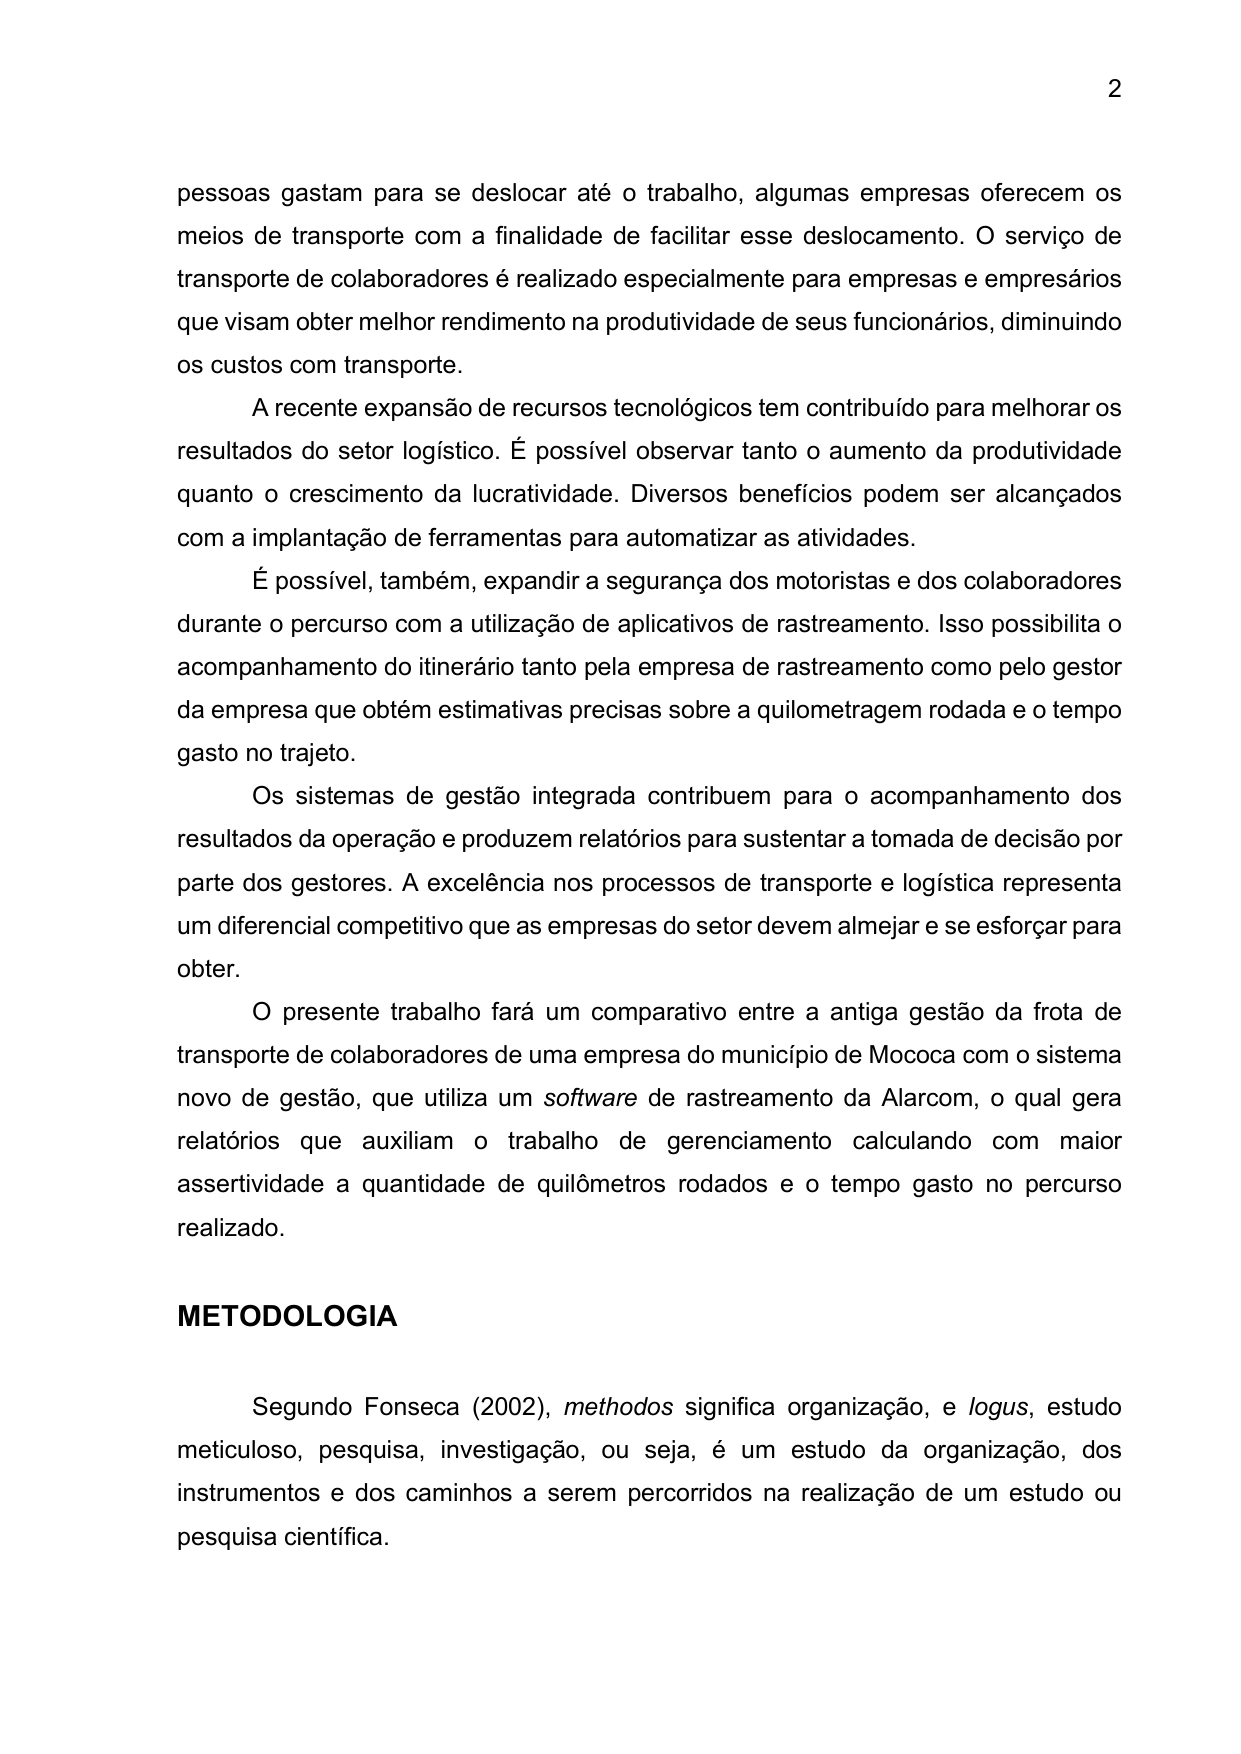 2
pessoas gastam para se deslocar até o trabalho, algumas empresas oferecem os
meios de transporte com a finalidade de facilitar esse deslocamento. O serviço de
transporte de colaboradores é realizado especialmente para empresas e empresários
que visam obter melhor rendimento na produtividade de seus funcionários, diminuindo
os custos com transporte.
A recente expansão de recursos tecnológicos tem contribuído para melhorar os
resultados do setor logístico. É possível observar tanto o aumento da produtividade
quanto o crescimento da lucratividade. Diversos benefícios podem ser alcançados
com a implantação de ferramentas para automatizar as atividades.
É possível, também, expandir a segurança dos motoristas e dos colaboradores
durante o percurso com a utilização de aplicativos de rastreamento. Isso possibilita o
acompanhamento do itinerário tanto pela empresa de rastreamento como pelo gestor
da empresa que obtém estimativas precisas sobre a quilometragem rodada e o tempo
gasto no trajeto.
Os sistemas de gestão integrada contribuem para o acompanhamento dos
resultados da operação e produzem relatórios para sustentar a tomada de decisão por
parte dos gestores. A excelência nos processos de transporte e logística representa
um diferencial competitivo que as empresas do setor devem almejar e se esforçar para
obter.
O presente trabalho fará um comparativo entre a antiga gestão da frota de
transporte de colaboradores de uma empresa do município de Mococa com o sistema
novo de gestão, que utiliza um software de rastreamento da Alarcom, o qual gera
relatórios que auxiliam o trabalho de gerenciamento calculando com maior
assertividade a quantidade de quilômetros rodados e o tempo gasto no percurso
realizado.
METODOLOGIA
Segundo Fonseca (2002), methodos significa organização, e logus, estudo
meticuloso, pesquisa, investigação, ou seja, é um estudo da organização, dos
instrumentos e dos caminhos a serem percorridos na realização de um estudo ou
pesquisa científica.